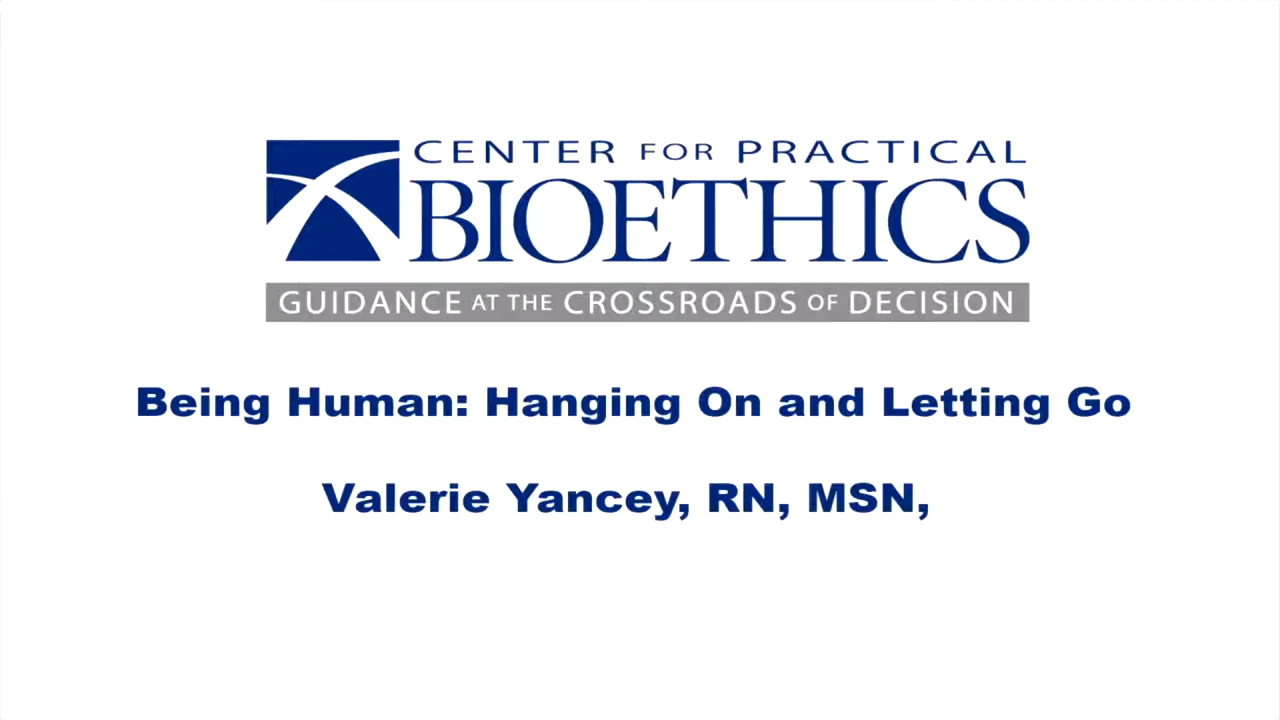 CENTER FOR PRACTICAL
BIOETHICS
GUIDANCE AT THE CROSSROADS OF DECISION
Being Human: Hanging On and Letting Go
Valerie Yancey, RN, MSN,